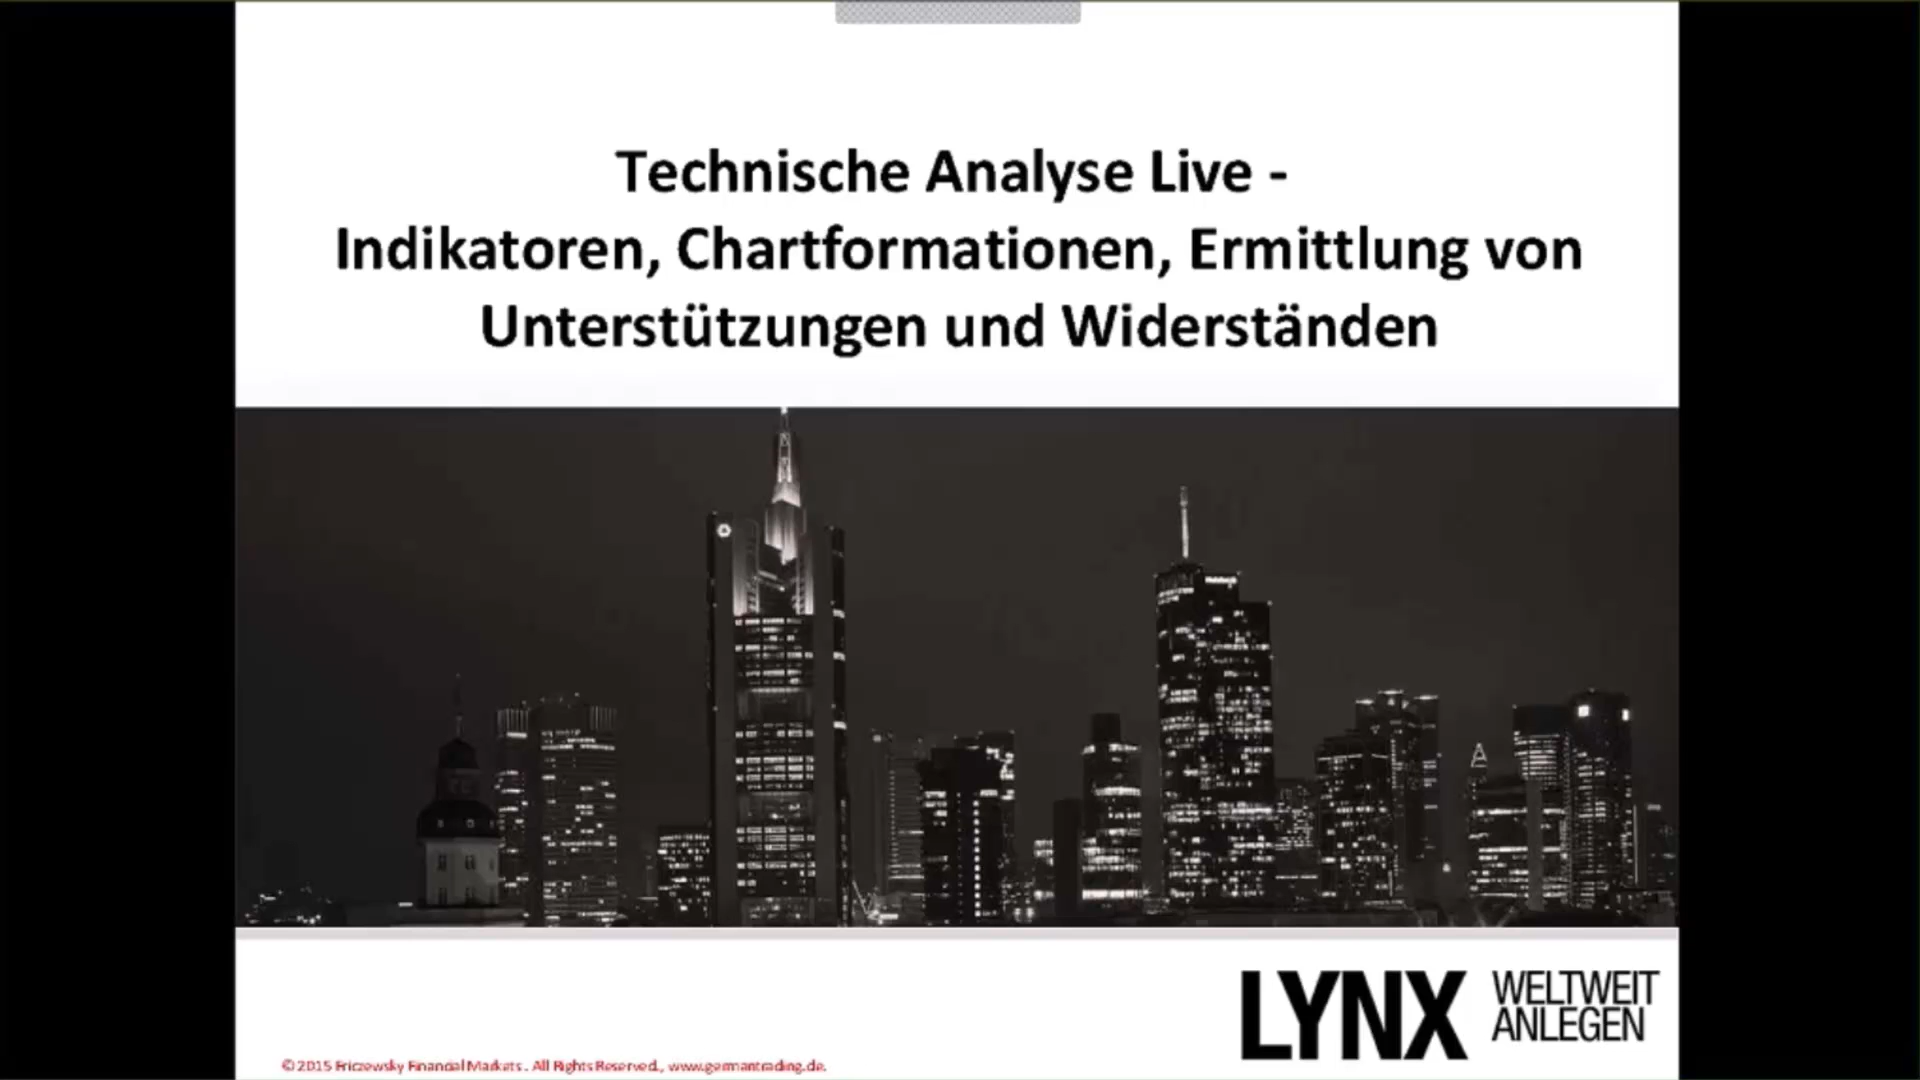 Technische Analyse Live -
Indikatoren, Chartformationen, Ermittlung von
Unterstützungen und Widerständen
LYNX WELTWEIT
ANLEGEN
© 2015 Friczewsky Financial Markets . All Rights Reserved., www.germantrading.de.